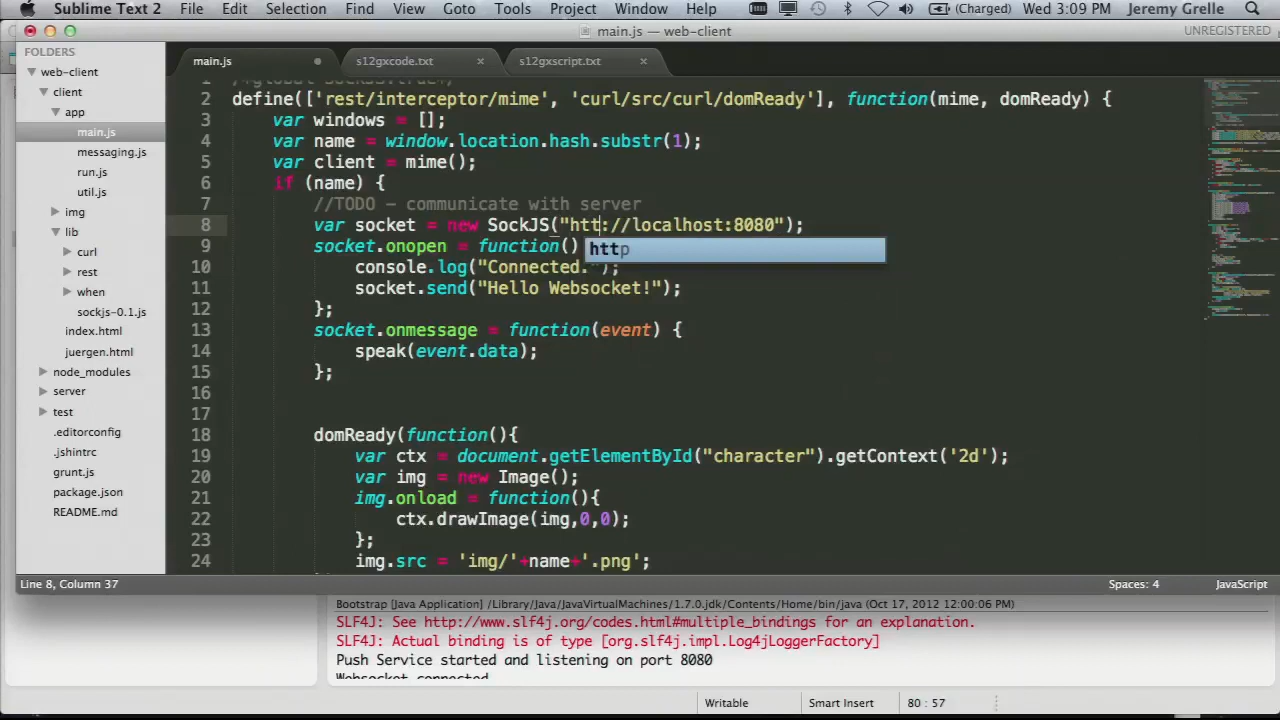 Sublime Text 2 File Edit Selection Find View Goto Tools Project Window Help (Charged) Wed 3:09 PM Jeremy Grelle
main.js — web-client UNREGISTERED
FOLDERS
web-client
client
app
main.js
messaging.js
run.js
util.js
img
lib
curl
rest
when
sockjs-0.1.js
index.html
juergen.html
node_modules
server
test
.editorconfig
.jshintrc
grunt.js
package.json
README.md
main.js s12gxcode.txt s12gxscript.txt
1
2 define(['rest/interceptor/mime', 'curl/src/curl/domReady'], function(mime, domReady) {
3 var windows = [];
4 var name = window.location.hash.substr(1);
5 var client = mime();
6 if (name) {
7 //TODO - communicate with server
8 var socket = new SockJS("htt://localhost:8080");
9 socket.onopen = function()
http
10 console.log("Connected.");
11 socket.send("Hello Websocket!");
12 };
13 socket.onmessage = function(event) {
14 speak(event.data);
15 };
16
17
18 domReady(function(){
19 var ctx = document.getElementById("character").getContext('2d');
20 var img = new Image();
21 img.onload = function(){
22 ctx.drawImage(img,0,0);
23 };
24 img.src = 'img/'+name+'.png';
Line 8, Column 37 Spaces: 4 JavaScript
Bootstrap [Java Application] /Library/Java/JavaVirtualMachines/1.7.0.jdk/Contents/Home/bin/java (Oct 17, 2012 12:00:06 PM)
SLF4J: See http://www.slf4j.org/codes.html#multiple_bindings for an explanation.
SLF4J: Actual binding is of type [org.slf4j.impl.Log4jLoggerFactory]
Push Service started and listening on port 8080
Websocket connected
Writable Smart Insert 80 : 57